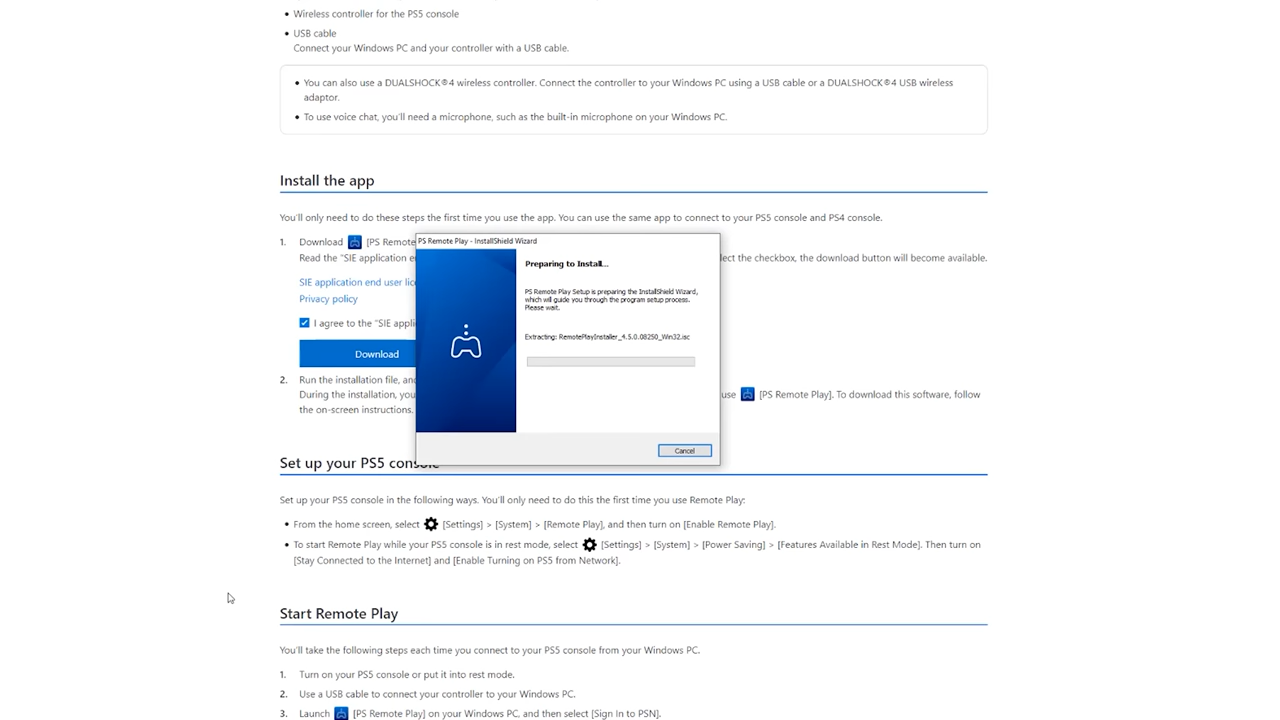 Wireless controller for the PS5 console
USB cable
Connect your Windows PC and your controller with a USB cable.
You can also use a DUALSHOCK®4 wireless controller. Connect the controller to your Windows PC using a USB cable or a DUALSHOCK®4 USB wireless
adaptor.
To use voice chat, you'll need a microphone, such as the built-in microphone on your Windows PC.
Install the app
You'll only need to do these steps the first time you use the app. You can use the same app to connect to your PS5 console and PS4 console.
1. Download [PS Remote
Read the "SIE application en lect the checkbox, the download button will become available.
SIE application end user lice
Privacy policy
I agree to the "SIE appli
Download
2. Run the installation file, and
During the installation, you use [PS Remote Play]. To download this software, follow
the on-screen instructions.
PS Remote Play - InstallShield Wizard
Preparing to Install...
PS Remote Play Setup is preparing the InstallShield Wizard,
which will guide you through the program setup process.
Please wait.
Extracting: RemotePlayInstaller_4.5.0.08250_Win32.isc
Cancel
Set up your PS5 console
Set up your PS5 console in the following ways. You'll only need to do this the first time you use Remote Play:
From the home screen, select [Settings] > [System] > [Remote Play], and then turn on [Enable Remote Play].
To start Remote Play while your PS5 console is in rest mode, select [Settings] > [System] > [Power Saving] > [Features Available in Rest Mode]. Then turn on
[Stay Connected to the Internet] and [Enable Turning on PS5 from Network].
Start Remote Play
You'll take the following steps each time you connect to your PS5 console from your Windows PC.
1. Turn on your PS5 console or put it into rest mode.
2. Use a USB cable to connect your controller to your Windows PC.
3. Launch [PS Remote Play] on your Windows PC, and then select [Sign In to PSN].